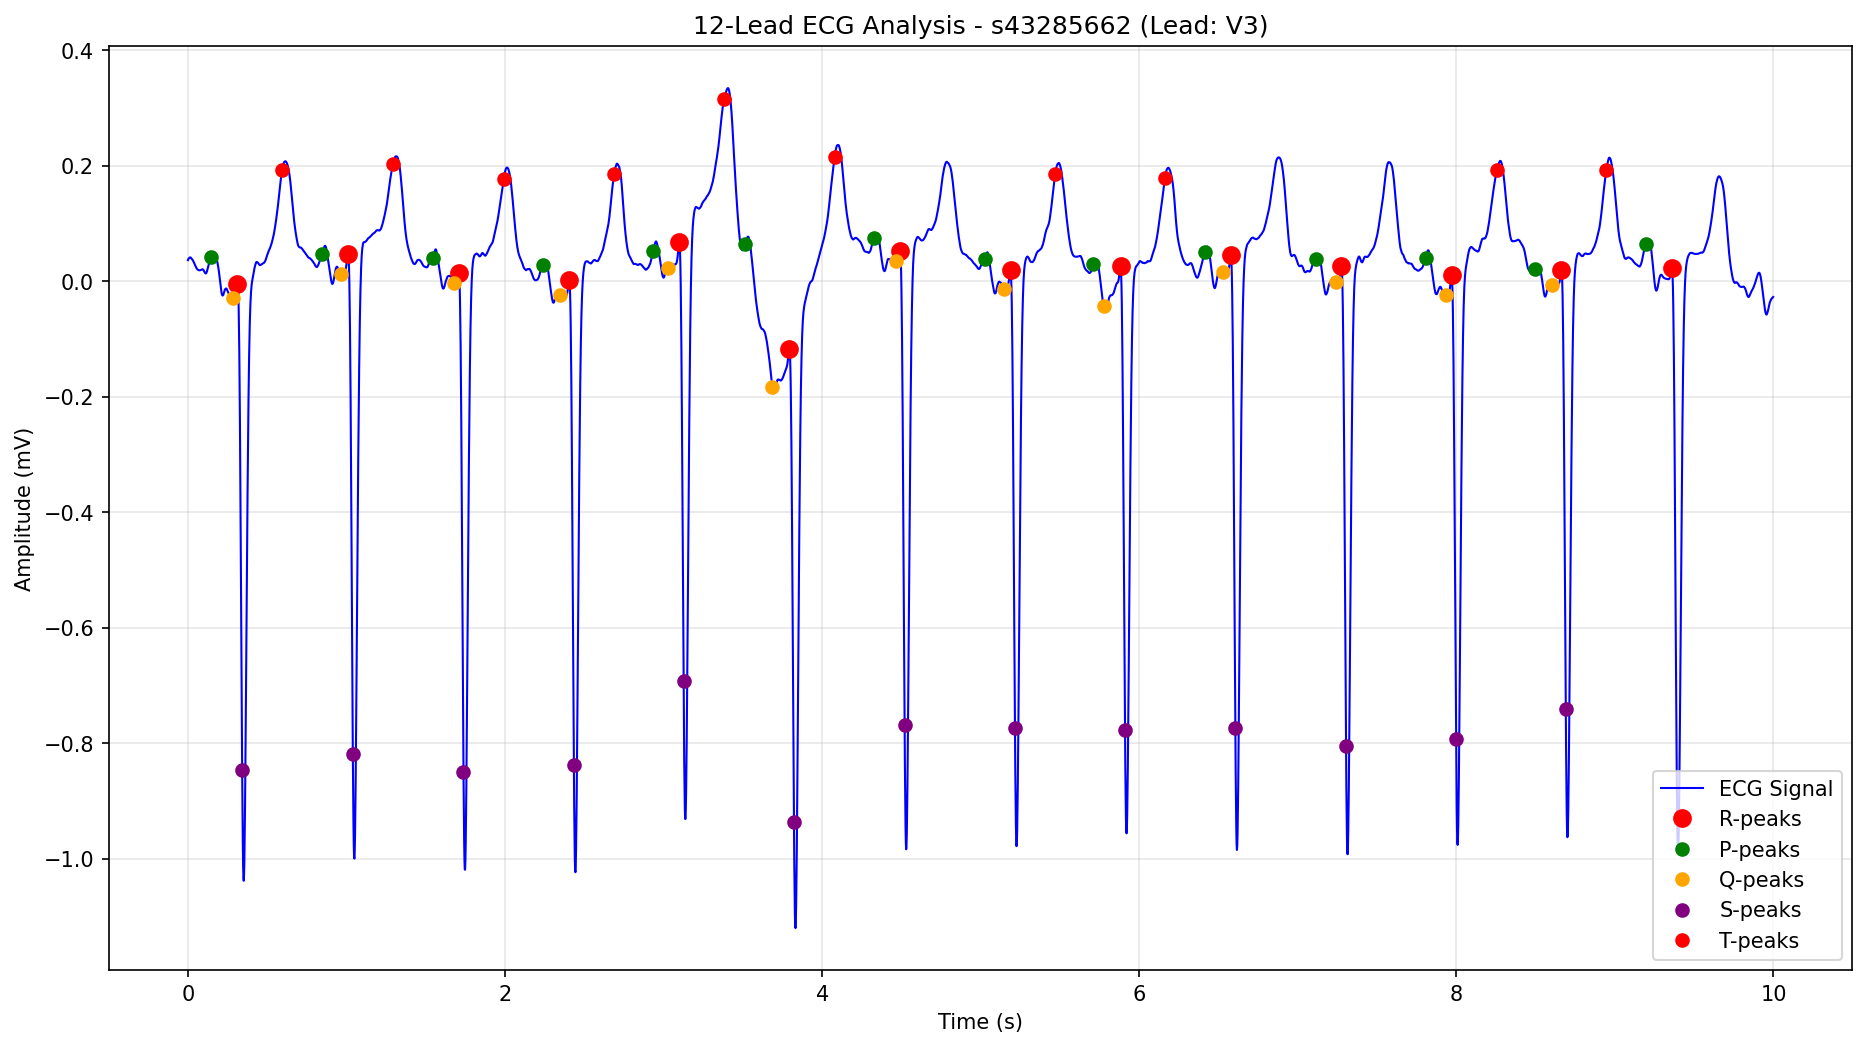 12-Lead ECG Analysis - s43285662 (Lead: V3)
Amplitude (mV)
0.4
0.2
0.0
−0.2
−0.4
−0.6
−0.8
−1.0
0 2 4 6 8 10
Time (s)
ECG Signal
R-peaks
P-peaks
Q-peaks
S-peaks
T-peaks